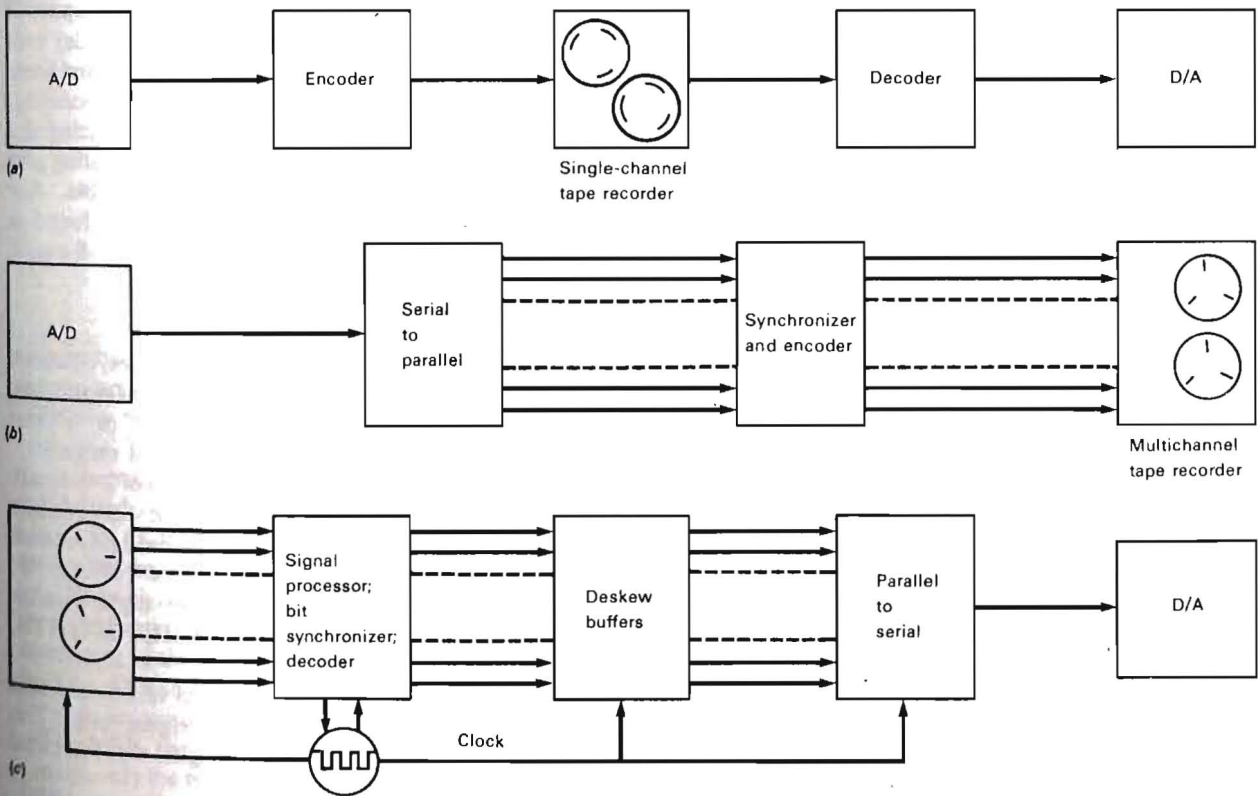 A/D
Encoder
Decoder
D/A
Single-channel
tape recorder
(a)
A/D
Serial
to
parallel
Synchronizer
and encoder
Multichannel
tape recorder
(b)
Signal
processor;
bit
synchronizer;
decoder
Deskew
buffers
Parallel
to
serial
D/A
Clock
(c)